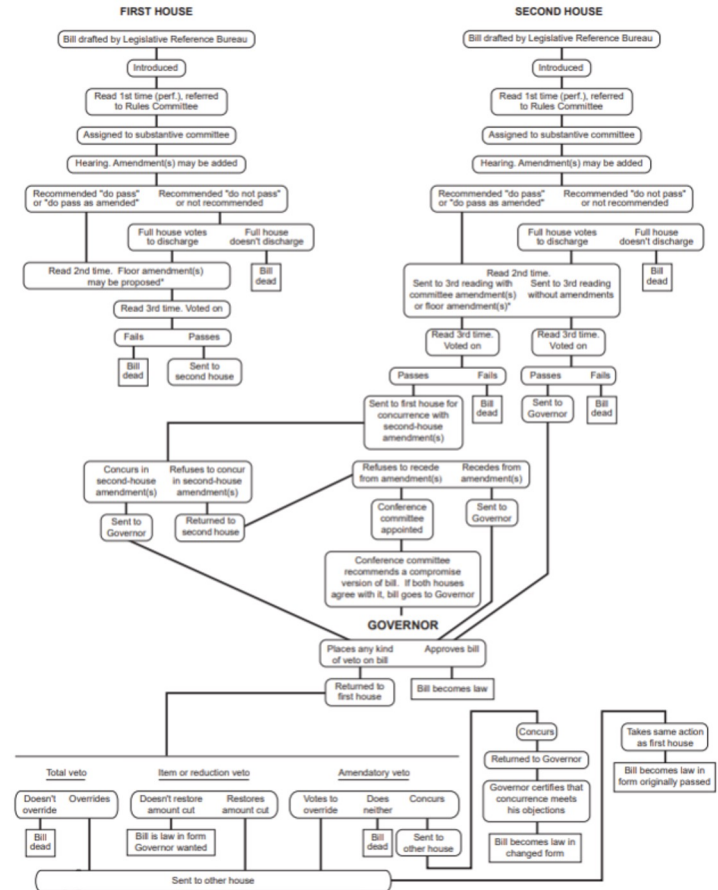 FIRST HOUSE
Bill drafted by Legislative Reference Bureau
Introduced
Read 1st time (perf.), referred
to Rules Committee
Assigned to substantive committee
Hearing. Amendment(s) may be added
Recommended "do pass"
or "do pass as amended"
Recommended "do not pass"
or not recommended
Full house votes
to discharge
Full house
doesn't discharge
Read 2nd time. Floor amendment(s)
may be proposed*
Bill
dead
Read 3rd time. Voted on
Fails
Passes
Bill
dead
Sent to
second house
SECOND HOUSE
Bill drafted by Legislative Reference Bureau
Introduced
Read 1st time (perf.), referred
to Rules Committee
Assigned to substantive committee
Hearing. Amendment(s) may be added
Recommended "do pass"
or "do pass as amended"
Recommended "do not pass"
or not recommended
Full house votes
to discharge
Full house
doesn't discharge
Read 2nd time.
Sent to 3rd reading with
committee amendment(s)
or floor amendment(s)*
Sent to 3rd reading
without amendments
Bill
dead
Read 3rd time.
Voted on
Read 3rd time.
Voted on
Passes
Fails
Passes
Fails
Sent to first house for
concurrence with
second-house
amendment(s)
Bill
dead
Sent to
Governor
Bill
dead
Concurs in
second-house
amendment(s)
Refuses to concur
in second-house
amendment(s)
Refuses to recede
from amendment(s)
Recedes from
amendment(s)
Sent to
Governor
Returned to
second house
Conference
committee
appointed
Sent to
Governor
Conference committee
recommends a compromise
version of bill. If both houses
agree with it, bill goes to Governor
GOVERNOR
Places any kind
of veto on bill
Approves bill
Returned to
first house
Bill becomes law
Total veto
Item or reduction veto
Amendatory veto
Doesn't
override
Overrides
Doesn't restore
amount cut
Restores
amount cut
Votes to
override
Does
neither
Concurs
Bill
dead
Bill is law in form
Governor wanted
Bill
dead
Sent to
other house
Sent to other house
Concurs
Returned to Governor
Governor certifies that
concurrence meets
his objections
Bill becomes law in
changed form
Takes same action
as first house
Bill becomes law in
form originally passed